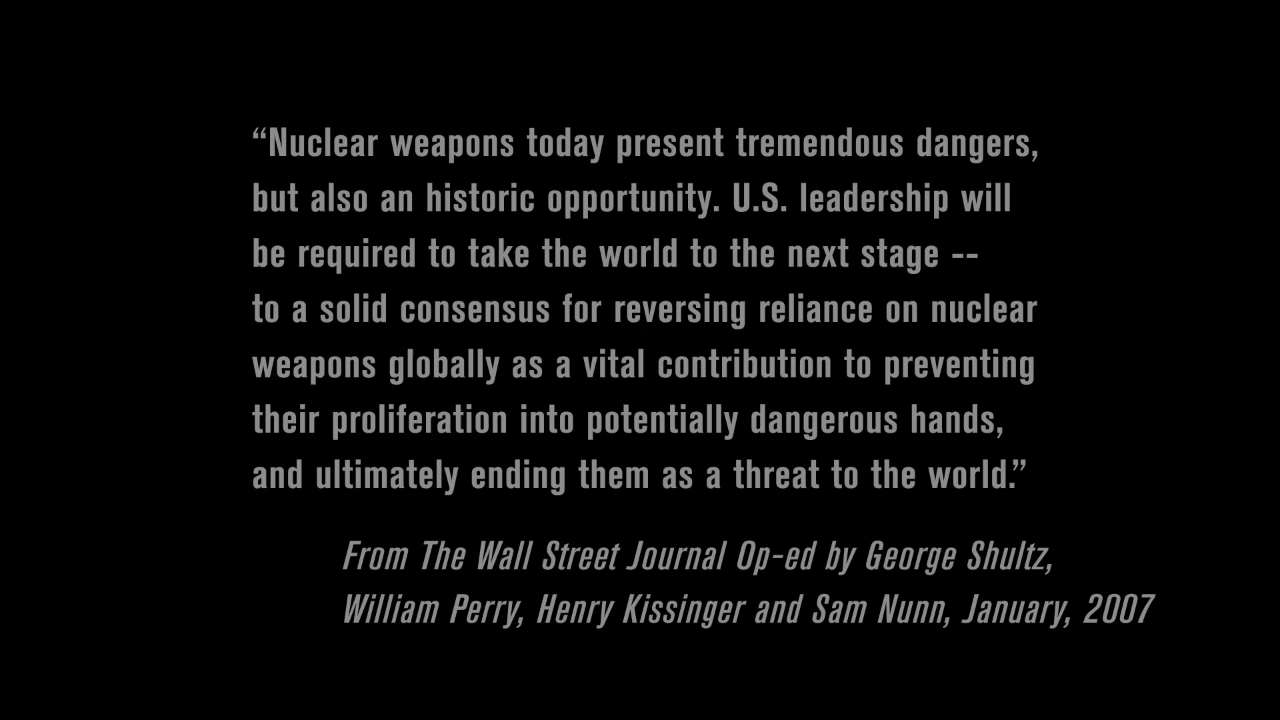 “Nuclear weapons today present tremendous dangers,
but also an historic opportunity. U.S. leadership will
be required to take the world to the next stage --
to a solid consensus for reversing reliance on nuclear
weapons globally as a vital contribution to preventing
their proliferation into potentially dangerous hands,
and ultimately ending them as a threat to the world.”
From The Wall Street Journal Op-ed by George Shultz,
William Perry, Henry Kissinger and Sam Nunn, January, 2007